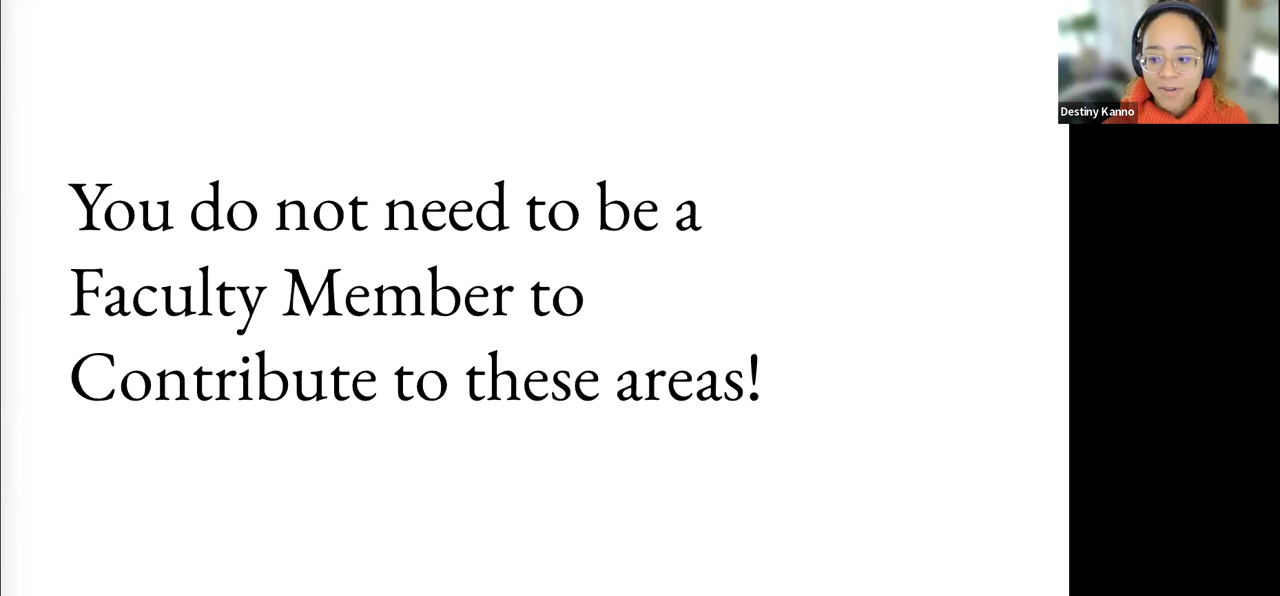 You do not need to be a
Faculty Member to
Contribute to these areas!
Destiny Kanno